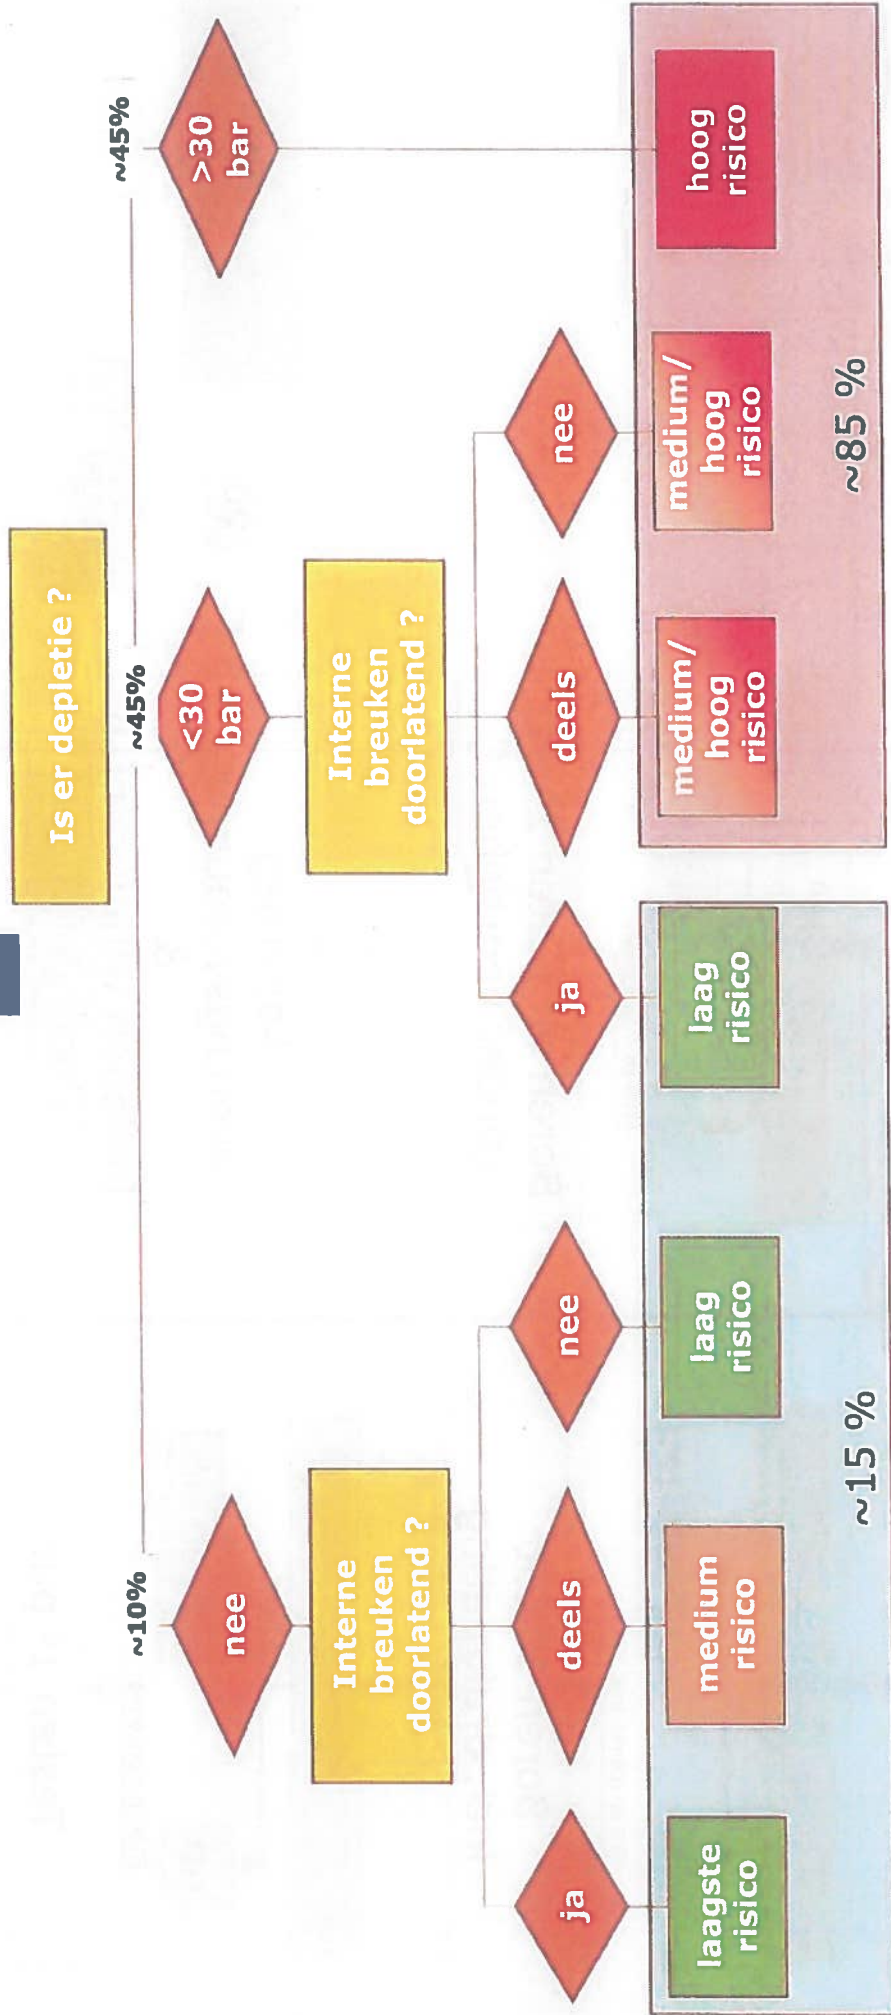 Is er depletie ?
~10%
~45%
~45%
nee
<30
bar
>30
bar
Interne
breuken
doorlatend ?
Interne
breuken
doorlatend ?
ja
deels
nee
ja
deels
nee
laagste
risico
medium
risico
laag
risico
laag
risico
medium/
hoog
risico
medium/
hoog
risico
hoog
risico
~15 %
~85 %